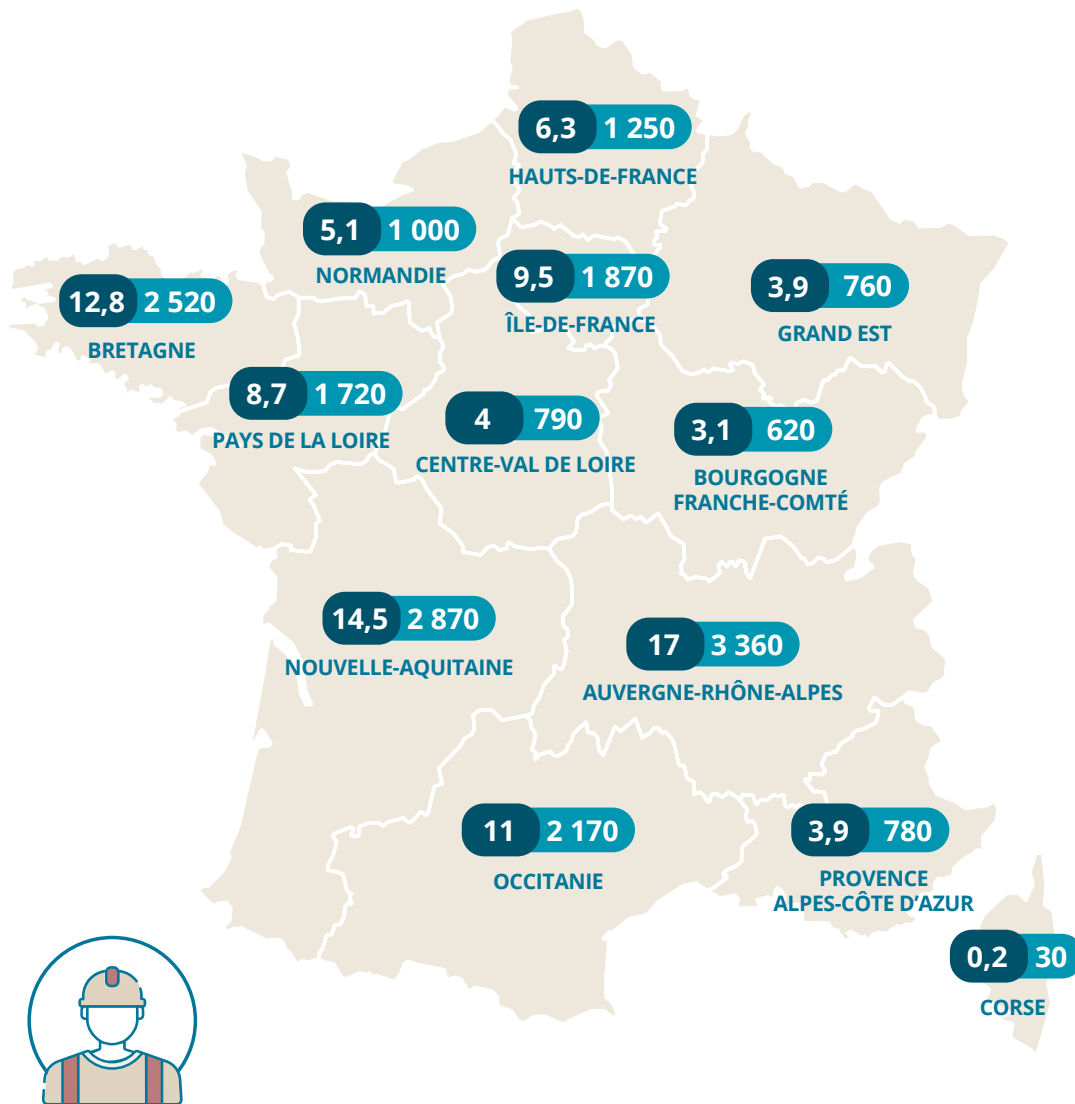 6,3 1 250
HAUTS-DE-FRANCE
5,1 1 000
NORMANDIE
9,5 1 870
ÎLE-DE-FRANCE
3,9 760
GRAND EST
12,8 2 520
BRETAGNE
8,7 1 720
PAYS DE LA LOIRE
4 790
CENTRE-VAL DE LOIRE
3,1 620
BOURGOGNE
FRANCHE-COMTÉ
14,5 2 870
NOUVELLE-AQUITAINE
17 3 360
AUVERGNE-RHÔNE-ALPES
11 2 170
OCCITANIE
3,9 780
PROVENCE
ALPES-CÔTE D’AZUR
0,2 30
CORSE